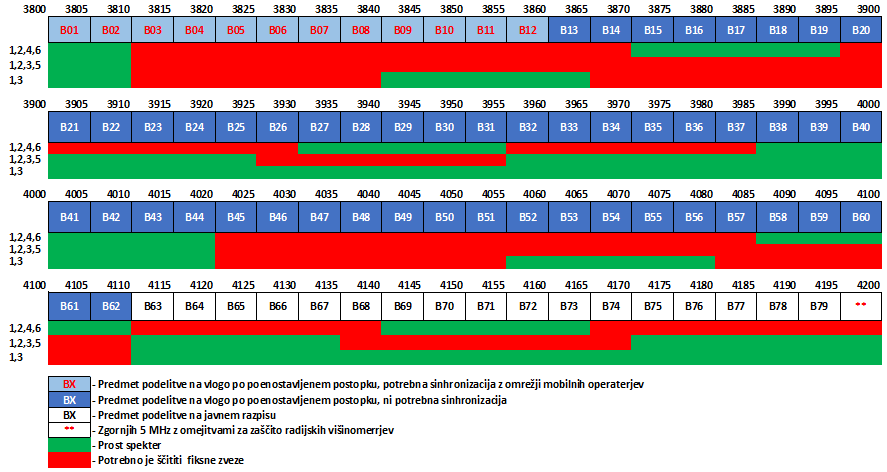 3800 3805 3810 3815 3820 3825 3830 3835 3840 3845 3850 3855 3860 3865 3870 3875 3880 3885 3890 3895 3900
B01 B02 B03 B04 B05 B06 B07 B08 B09 B10 B11 B12 B13 B14 B15 B16 B17 B18 B19 B20
1,2,4,6
1,2,3,5
1,3
3900 3905 3910 3915 3920 3925 3930 3935 3940 3945 3950 3955 3960 3965 3970 3975 3985 3990 3995 4000
B21 B22 B23 B24 B25 B26 B27 B28 B29 B30 B31 B32 B33 B34 B35 B36 B37 B38 B39 B40
1,2,4,6
1,2,3,5
1,3
4000 4005 4010 4015 4020 4025 4030 4035 4040 4045 4050 4055 4060 4065 4070 4075 4080 4085 4090 4095 4100
B41 B42 B43 B44 B45 B46 B47 B48 B49 B50 B51 B52 B53 B54 B55 B56 B57 B58 B59 B60
1,2,4,6
1,2,3,5
1,3
4100 4105 4110 4115 4120 4125 4130 4135 4140 4145 4150 4155 4160 4165 4170 4175 4180 4185 4190 4195 4200
B61 B62 B63 B64 B65 B66 B67 B68 B69 B70 B71 B72 B73 B74 B75 B76 B77 B78 B79 **
1,2,4,6
1,2,3,5
1,3
BX - Predmet podelitve na vlogo po poenostavljenem postopku, potrebna sinhronizacija z omrežji mobilnih operaterjev
BX - Predmet podelitve na vlogo po poenostavljenem postopku, ni potrebna sinhronizacija
BX - Predmet podelitve na javnem razpisu
** - Zgornjih 5 MHz z omejitvami za zaščito radijskih višinomerrjev
- Prost spekter
- Potrebno je ščititi fiksne zveze